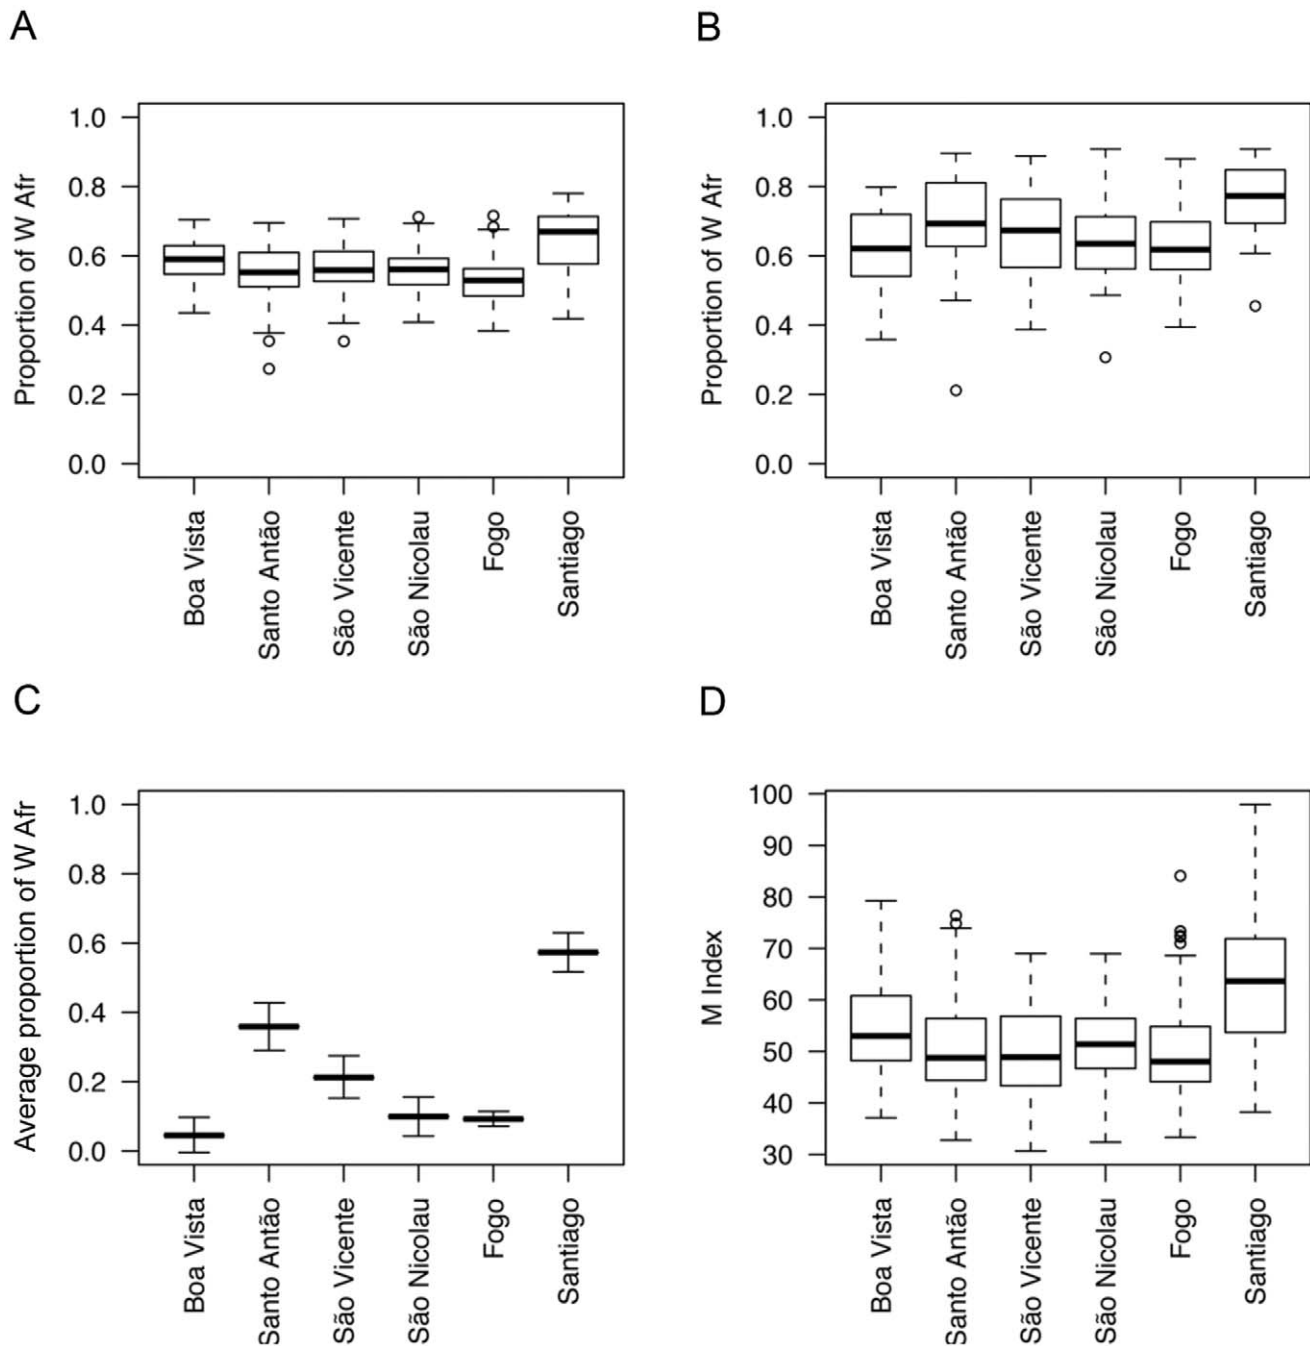 A
Proportion of W Afr
1.0
0.8
0.6
0.4
0.2
0.0
Boa Vista
Santo Antão
São Vicente
São Nicolau
Fogo
Santiago
B
Proportion of W Afr
1.0
0.8
0.6
0.4
0.2
0.0
Boa Vista
Santo Antão
São Vicente
São Nicolau
Fogo
Santiago
C
Average proportion of W Afr
1.0
0.8
0.6
0.4
0.2
0.0
Boa Vista
Santo Antão
São Vicente
São Nicolau
Fogo
Santiago
D
M Index
100
90
80
70
60
50
40
30
Boa Vista
Santo Antão
São Vicente
São Nicolau
Fogo
Santiago